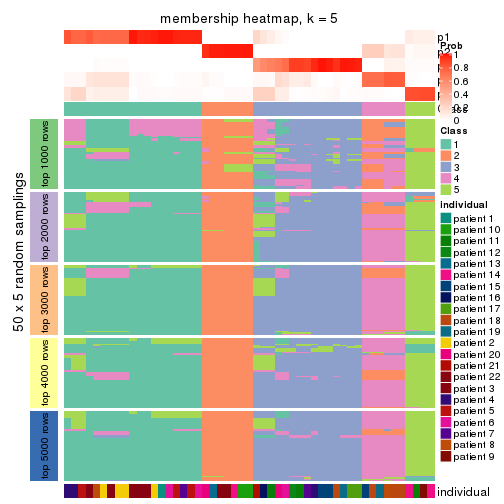 membership heatmap, k = 5
p1
Prob
1
0.8
0.6
0.4
0.2
0
Class
1
2
3
4
5
individual
patient 1
patient 10
patient 11
patient 12
patient 13
patient 14
patient 15
patient 16
patient 17
patient 18
patient 19
patient 2
patient 20
patient 21
patient 22
patient 3
patient 4
patient 5
patient 6
patient 7
patient 8
patient 9
50 x 5 random samplings
top 1000 rows
top 2000 rows
top 3000 rows
top 4000 rows
top 5000 rows
individual